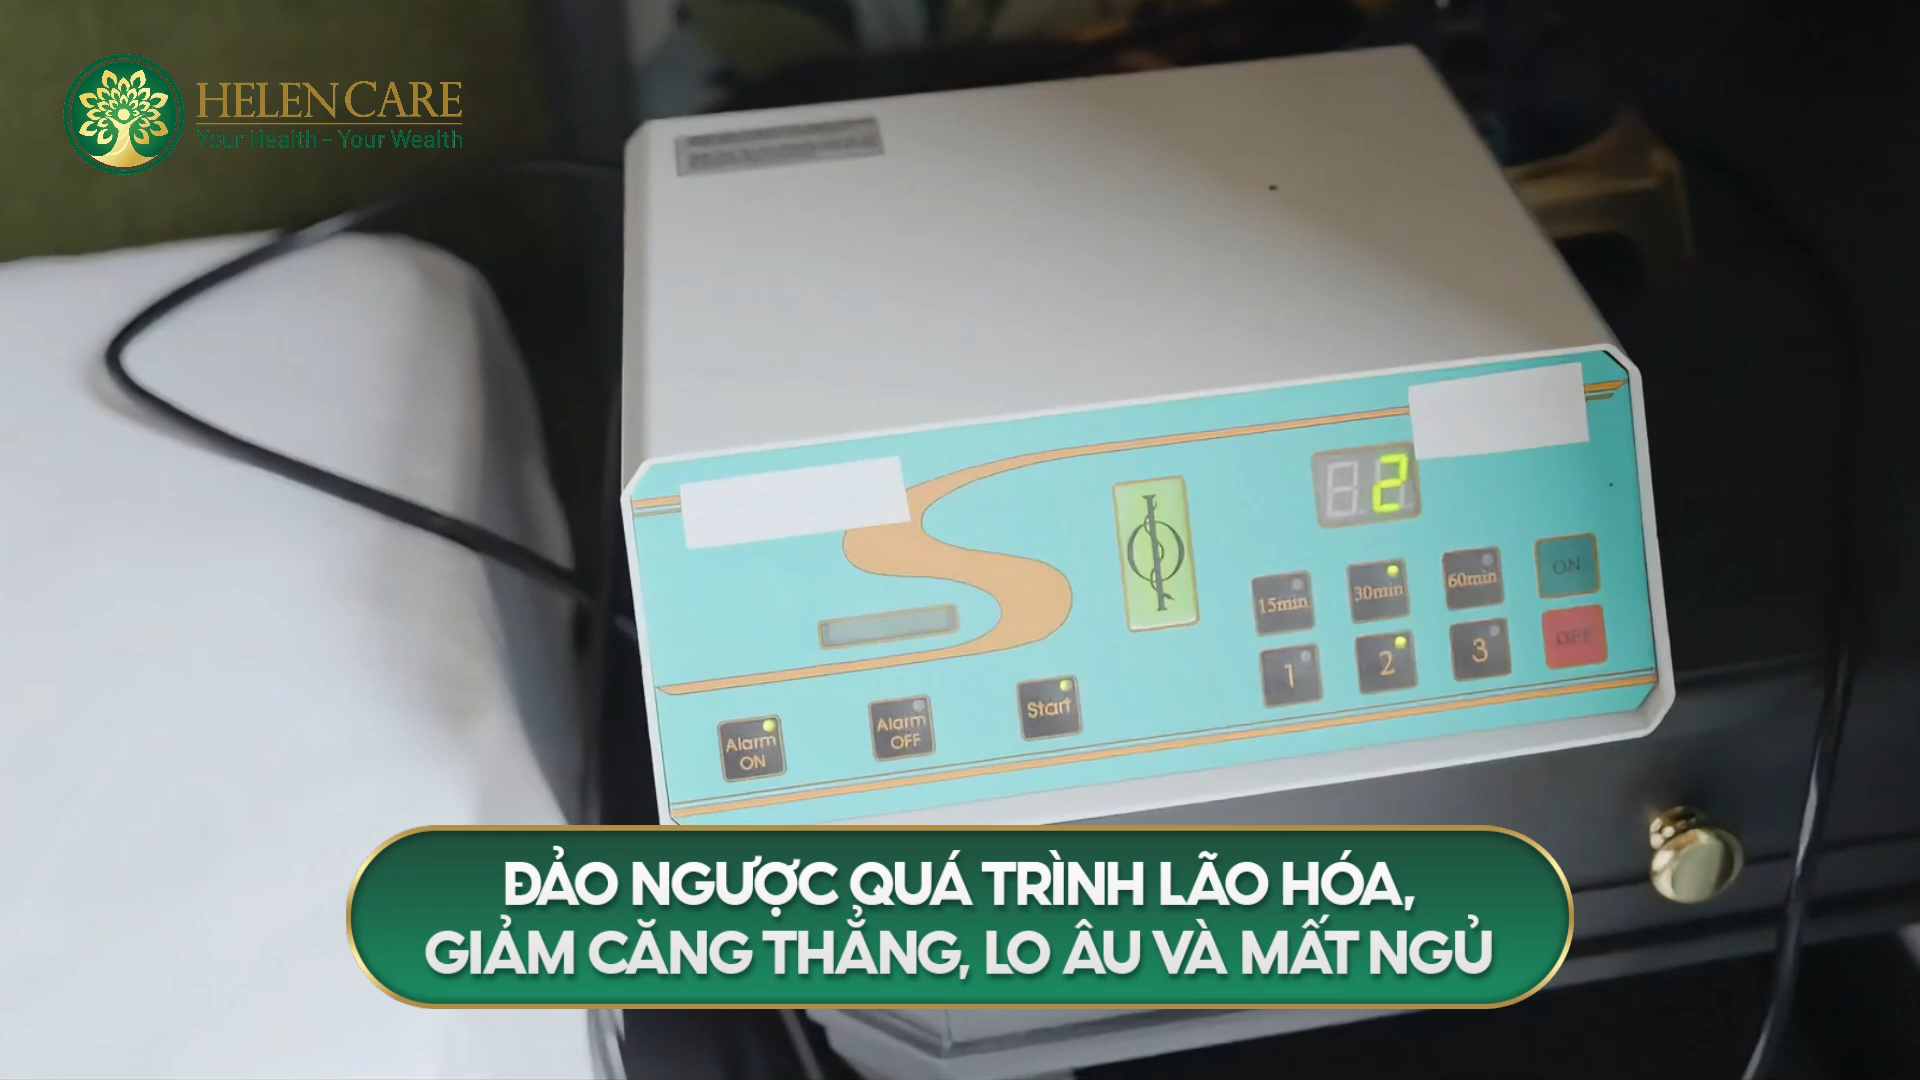 HELEN CARE
Your Health - Your Wealth
2
15min
30min
60min
ON
1
2
3
OFF
Alarm
ON
Alarm
OFF
Start
ĐẢO NGƯỢC QUÁ TRÌNH LÃO HÓA,
GIẢM CĂNG THẲNG, LO ÂU VÀ MẤT NGỦ